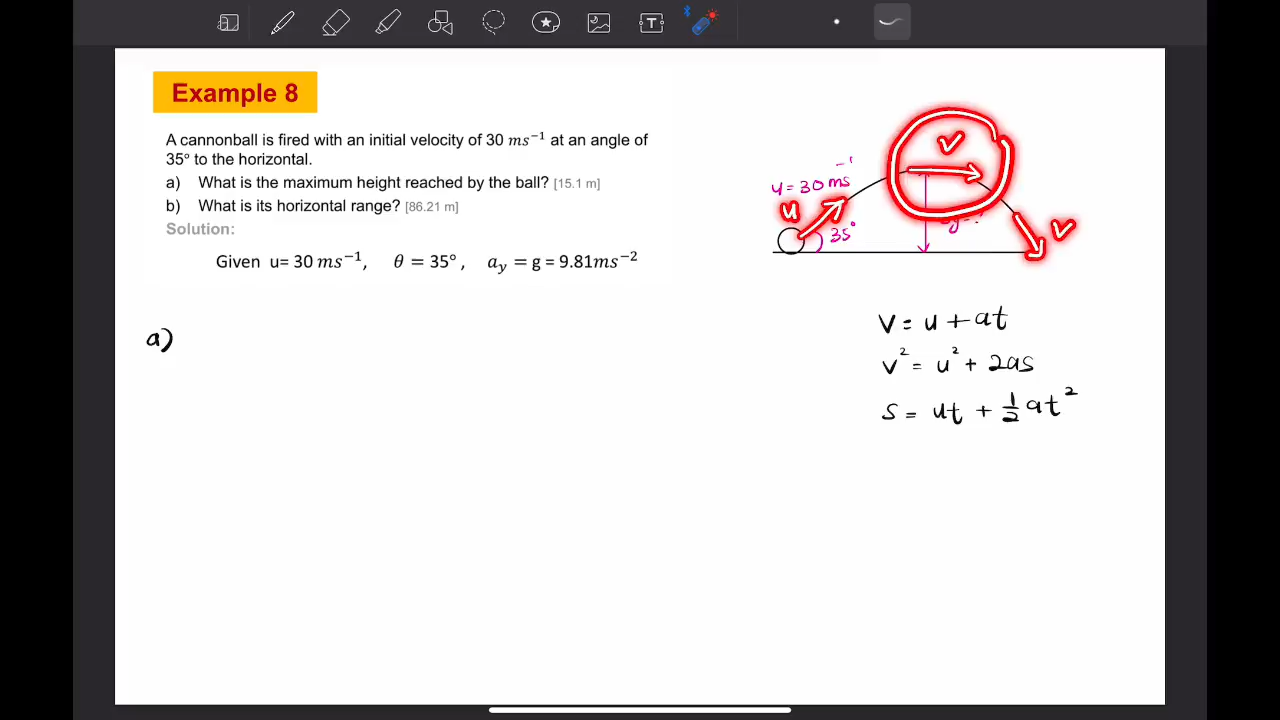 Example 8
A cannonball is fired with an initial velocity of 30 ms⁻¹ at an angle of
35° to the horizontal.
a) What is the maximum height reached by the ball? [15.1 m]
b) What is its horizontal range? [86.21 m]
Solution:
Given u= 30 ms⁻¹, θ = 35°, a_y = g = 9.81ms⁻²
u = 30 ms⁻¹
u
35°
v
v
a)
v = u + at
v² = u² + 2as
s = ut + ½at²
T